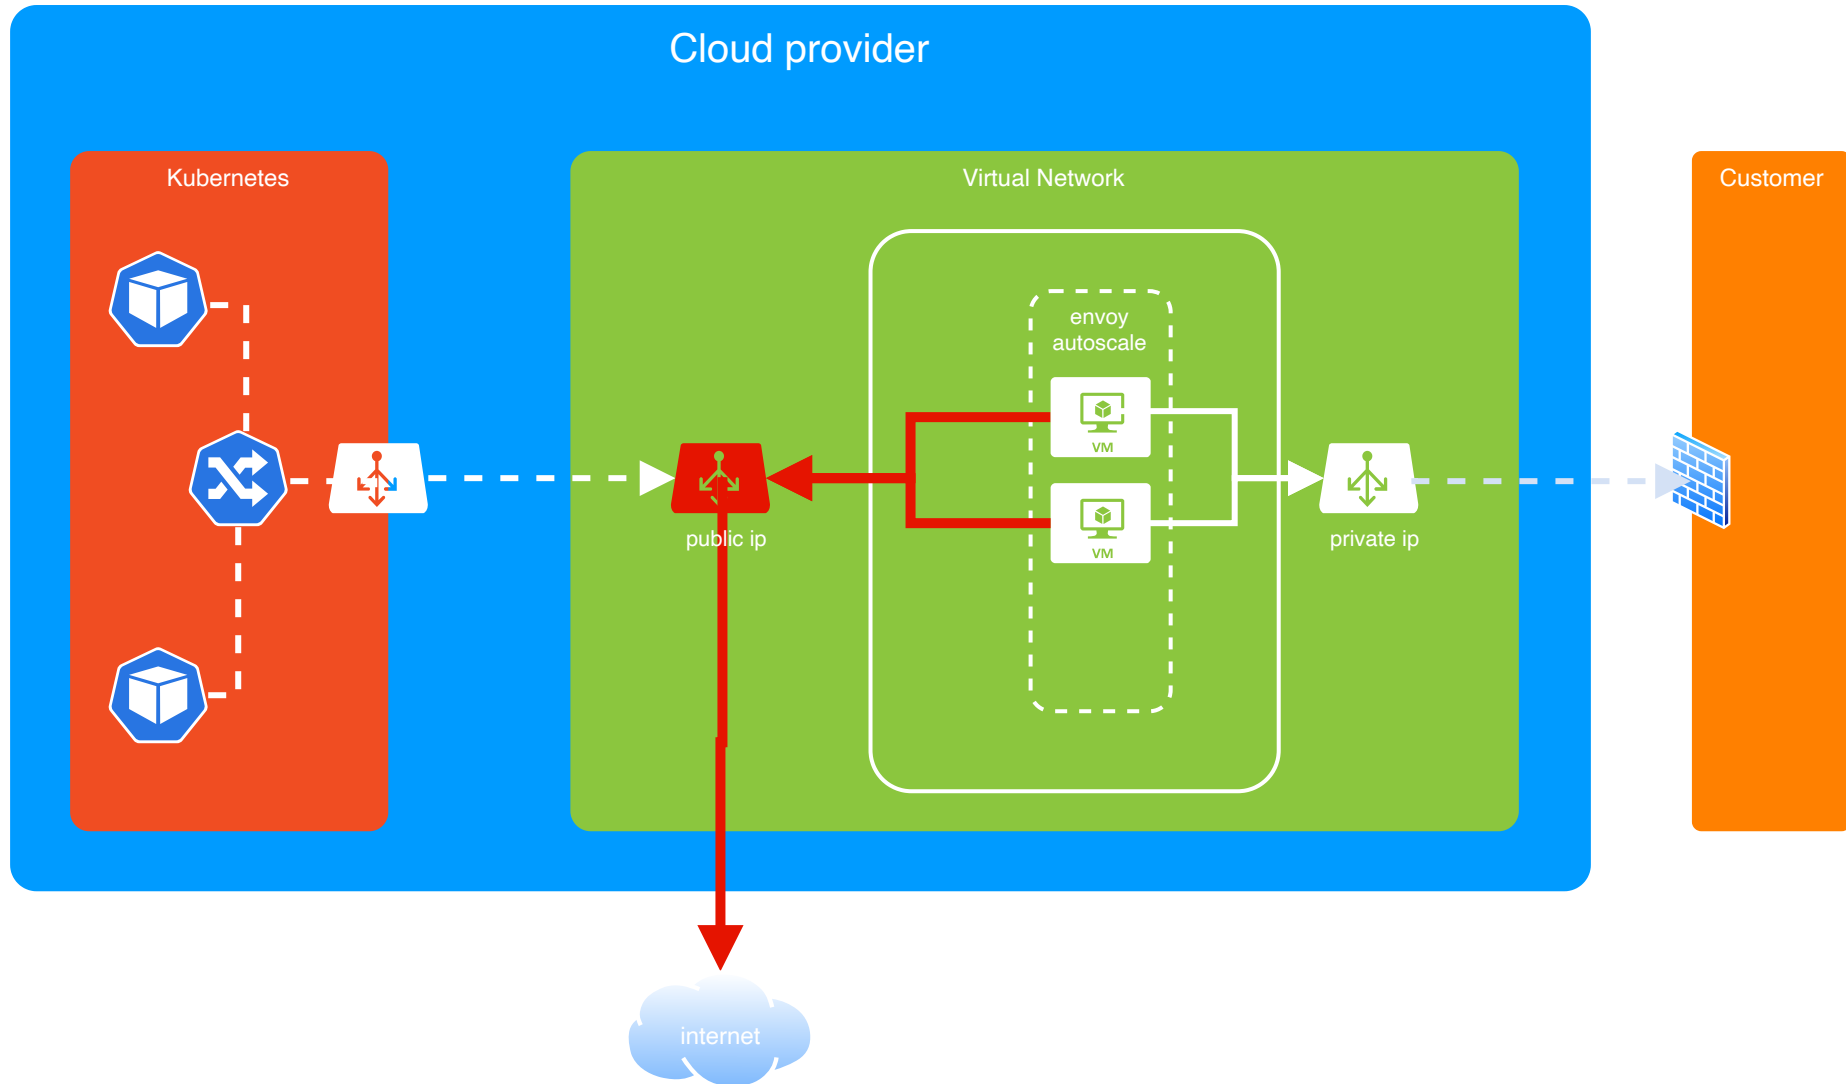 Cloud provider
Kubernetes
Virtual Network
Customer
envoy
autoscale
VM
VM
public ip
private ip
internet